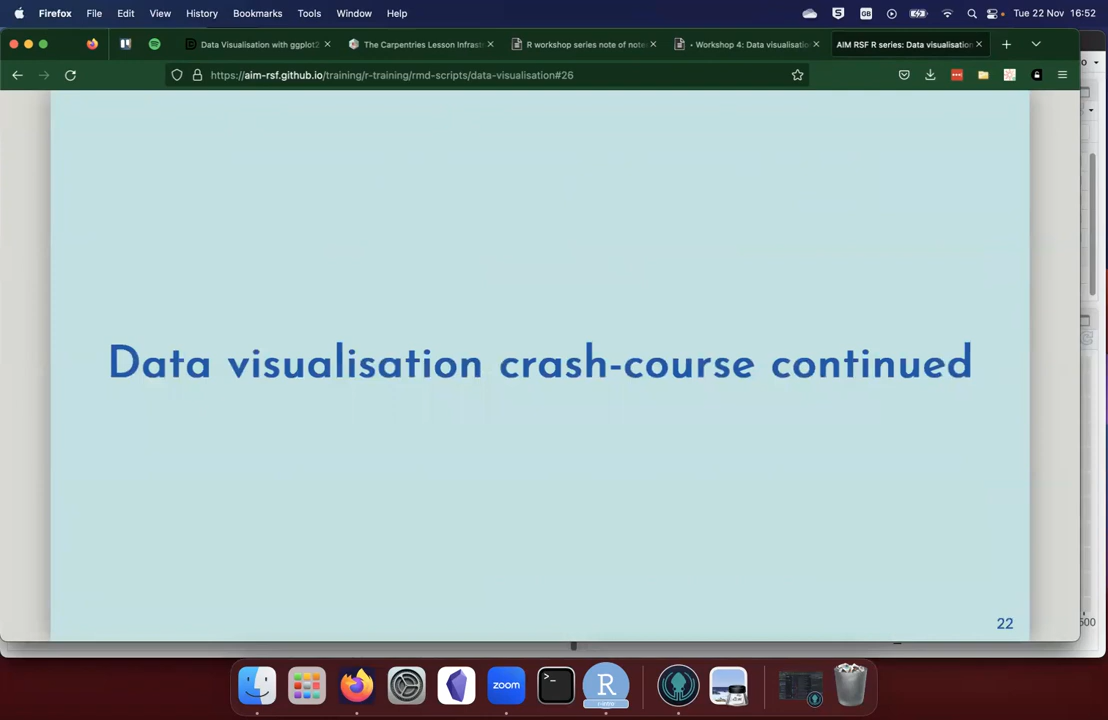 Firefox File Edit View History Bookmarks Tools Window Help GB Tue 22 Nov 16:52
Data Visualisation with ggplot2 The Carpentries Lesson Infrast R workshop series note of note • Workshop 4: Data visualisatio AIM RSF R series: Data visualisation
https://aim-rsf.github.io/training/r-training/rmd-scripts/data-visualisation#26
Data visualisation crash-course continued
22
500
zoom >_ R